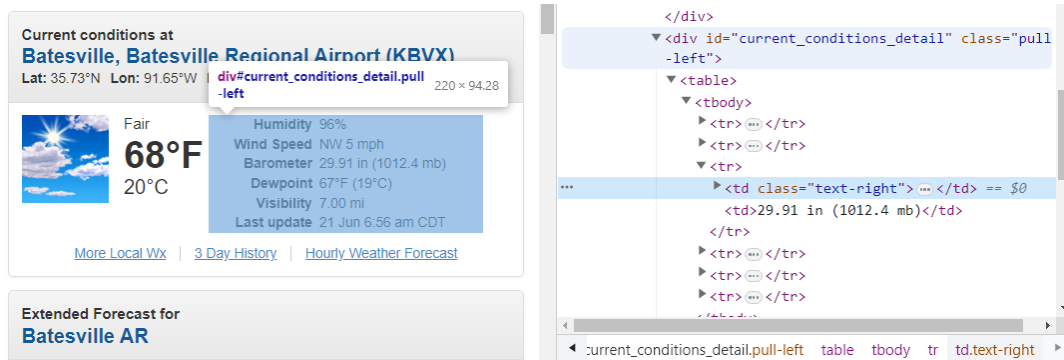 Current conditions at
Batesville, Batesville Regional Airport (KBVX)
Lat: 35.73°N Lon: 91.65°W
div#current_conditions_detail.pull
-left
220 × 94.28
Fair
68°F
20°C
Humidity 96%
Wind Speed NW 5 mph
Barometer 29.91 in (1012.4 mb)
Dewpoint 67°F (19°C)
Visibility 7.00 mi
Last update 21 Jun 6:56 am CDT
More Local Wx | 3 Day History | Hourly Weather Forecast
Extended Forecast for
Batesville AR
</div>
▼<div id="current_conditions_detail" class="pull
-left">
▼<table>
▼<tbody>
▶<tr>…</tr>
▶<tr>…</tr>
▼<tr>
▶<td class="text-right">…</td> == $0
<td>29.91 in (1012.4 mb)</td>
</tr>
▶<tr>…</tr>
▶<tr>…</tr>
▶<tr>…</tr>
</tbody>
current_conditions_detail.pull-left table tbody tr td.text-right